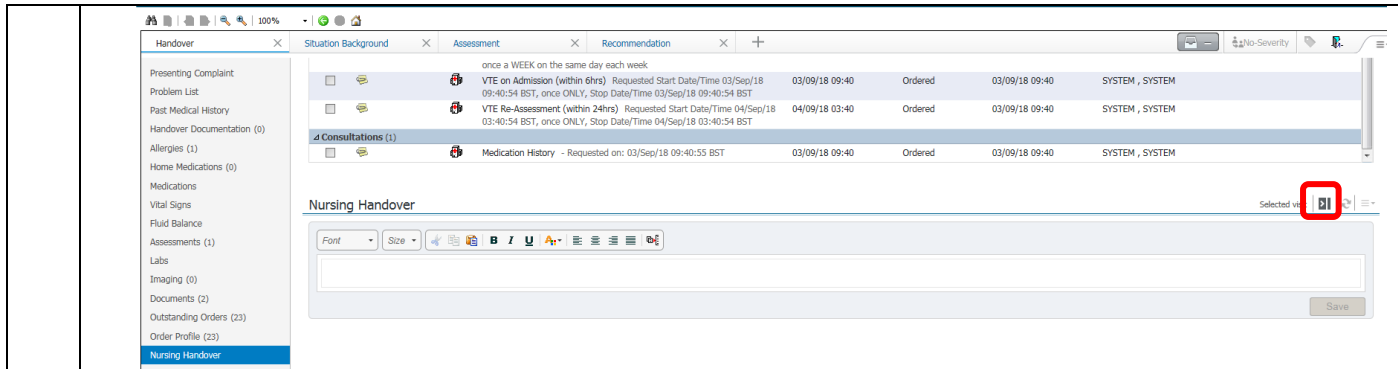 100%
Handover
Situation Background
Assessment
Recommendation
No-Severity
Presenting Complaint
Problem List
Past Medical History
Handover Documentation (0)
Allergies (1)
Home Medications (0)
Medications
Vital Signs
Fluid Balance
Assessments (1)
Labs
Imaging (0)
Documents (2)
Outstanding Orders (23)
Order Profile (23)
Nursing Handover
once a WEEK on the same day each week
VTE on Admission (within 6hrs) Requested Start Date/Time 03/Sep/18 03/09/18 09:40 Ordered 03/09/18 09:40 SYSTEM , SYSTEM
09:40:54 BST, once ONLY, Stop Date/Time 03/Sep/18 09:40:54 BST
VTE Re-Assessment (within 24hrs) Requested Start Date/Time 04/Sep/18 04/09/18 03:40 Ordered 03/09/18 09:40 SYSTEM , SYSTEM
03:40:54 BST, once ONLY, Stop Date/Time 04/Sep/18 03:40:54 BST
Consultations (1)
Medication History - Requested on: 03/Sep/18 09:40:55 BST 03/09/18 09:40 Ordered 03/09/18 09:40 SYSTEM , SYSTEM
Nursing Handover
Selected vis
Font Size B I U A
Save